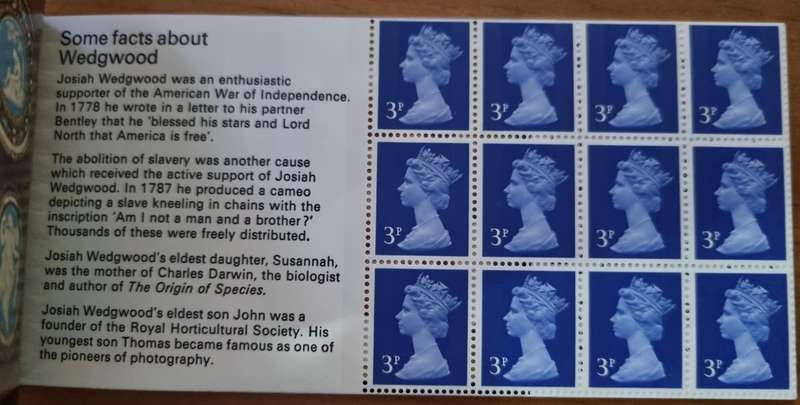 Some facts about
Wedgwood
Josiah Wedgwood was an enthusiastic
supporter of the American War of Independence.
In 1778 he wrote in a letter to his partner
Bentley that he 'blessed his stars and Lord
North that America is free'.
The abolition of slavery was another cause
which received the active support of Josiah
Wedgwood. In 1787 he produced a cameo
depicting a slave kneeling in chains with the
inscription 'Am I not a man and a brother?'
Thousands of these were freely distributed.
Josiah Wedgwood's eldest daughter, Susannah,
was the mother of Charles Darwin, the biologist
and author of The Origin of Species.
Josiah Wedgwood's eldest son John was a
founder of the Royal Horticultural Society. His
youngest son Thomas became famous as one of
the pioneers of photography.
3P 3P 3P 3P
3P 3P 3P 3P
3P 3P 3P 3P